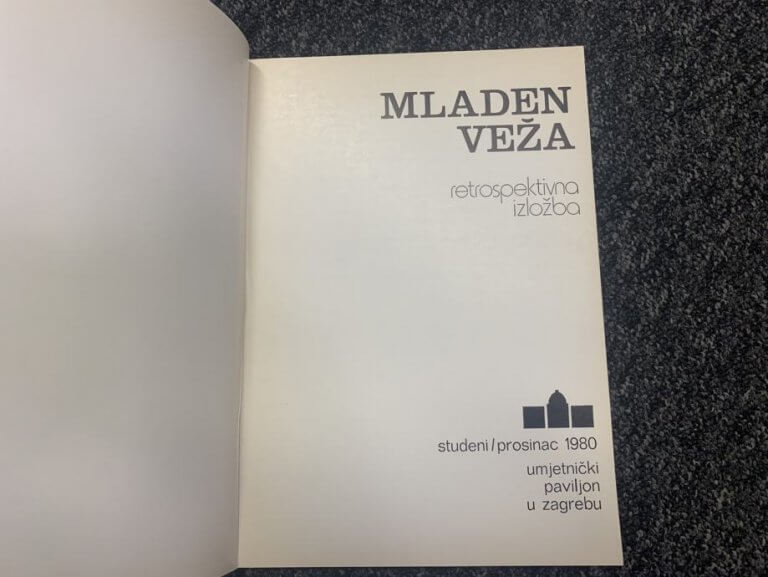 MLADEN
VEŽA
retrospektivna
izložba
studeni/prosinac 1980
umjetnički
paviljon
u zagrebu